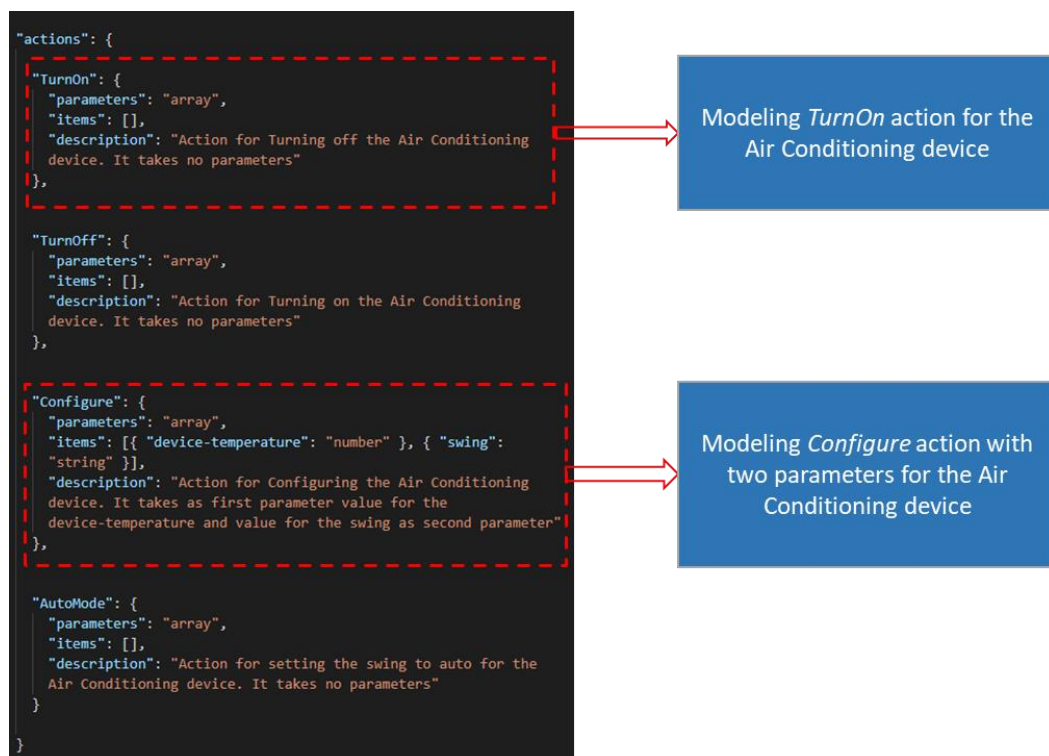 "actions": {
"TurnOn": {
"parameters": "array",
"items": [],
"description": "Action for Turning off the Air Conditioning
device. It takes no parameters"
},
"TurnOff": {
"parameters": "array",
"items": [],
"description": "Action for Turning on the Air Conditioning
device. It takes no parameters"
},
"Configure": {
"parameters": "array",
"items": [{ "device-temperature": "number" }, { "swing":
"string" }],
"description": "Action for Configuring the Air Conditioning
device. It takes as first parameter value for the
device-temperature and value for the swing as second parameter"
},
"AutoMode": {
"parameters": "array",
"items": [],
"description": "Action for setting the swing to auto for the
Air Conditioning device. It takes no parameters"
}
}
Modeling TurnOn action for the
Air Conditioning device
Modeling Configure action with
two parameters for the Air
Conditioning device